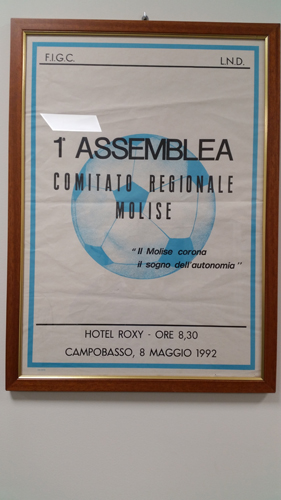 F.I.G.C. L.N.D.
1ª ASSEMBLEA
COMITATO REGIONALE
MOLISE
"Il Molise corona
il sogno dell'autonomia"
HOTEL ROXY - ORE 8,30
CAMPOBASSO, 8 MAGGIO 1992